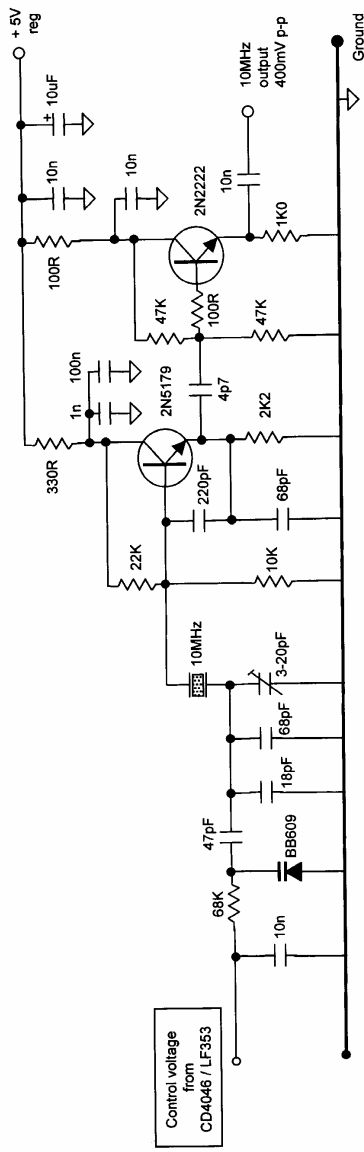 + 5V
reg
10uF
±
10n
10n
100R
10MHz
output
400mV p-p
10n
2N2222
1K0
100R
47K
47K
330R
1n
100n
2N5179
4p7
2K2
220pF
68pF
22K
10K
10MHz
3-20pF
68pF
18pF
47pF
BB609
68K
10n
Control voltage
from
CD4046 / LF353
Ground